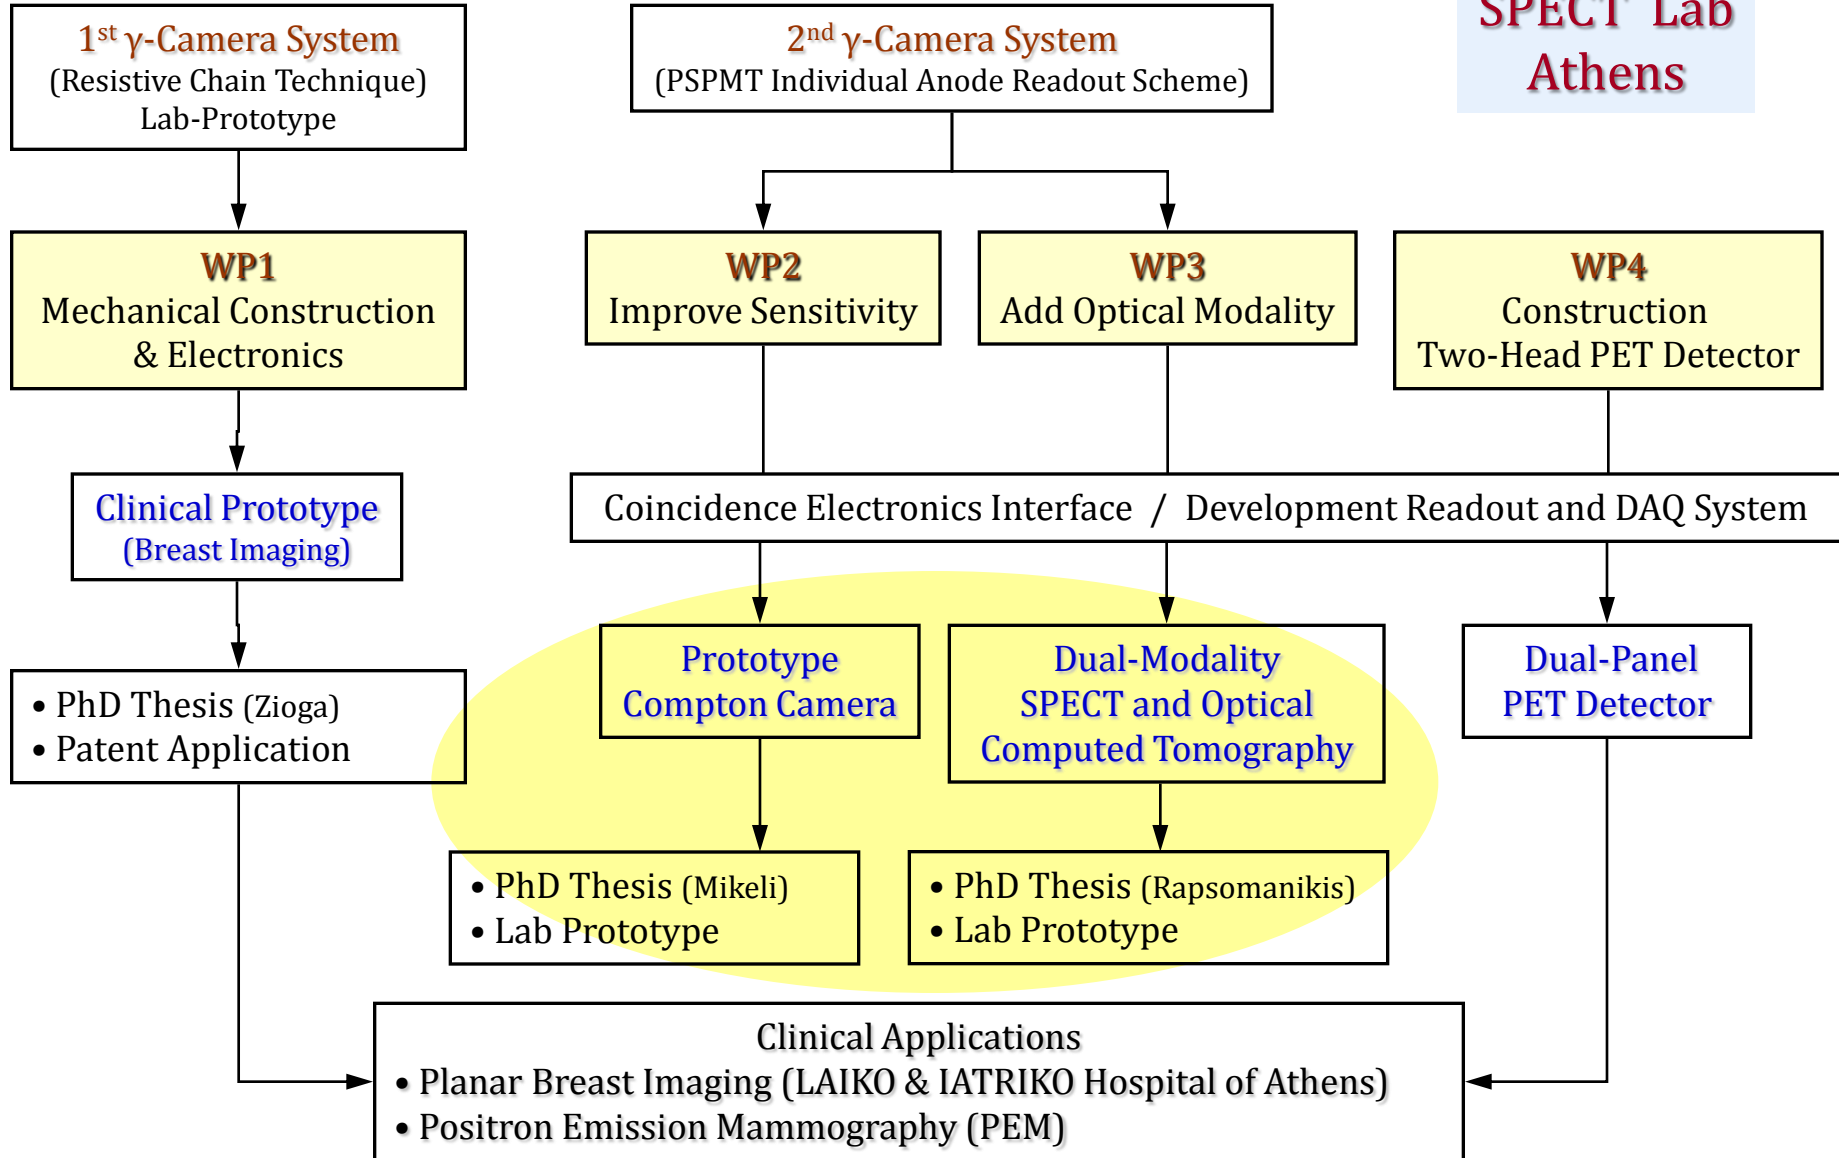 1st γ-Camera System
(Resistive Chain Technique)
Lab-Prototype
2nd γ-Camera System
(PSPMT Individual Anode Readout Scheme)
SPECT Lab
Athens
WP1
Mechanical Construction
& Electronics
WP2
Improve Sensitivity
WP3
Add Optical Modality
WP4
Construction
Two-Head PET Detector
Clinical Prototype
(Breast Imaging)
Coincidence Electronics Interface / Development Readout and DAQ System
• PhD Thesis (Zioga)
• Patent Application
Prototype
Compton Camera
Dual-Modality
SPECT and Optical
Computed Tomography
Dual-Panel
PET Detector
• PhD Thesis (Mikeli)
• Lab Prototype
• PhD Thesis (Rapsomanikis)
• Lab Prototype
Clinical Applications
• Planar Breast Imaging (LAIKO & IATRIKO Hospital of Athens)
• Positron Emission Mammography (PEM)